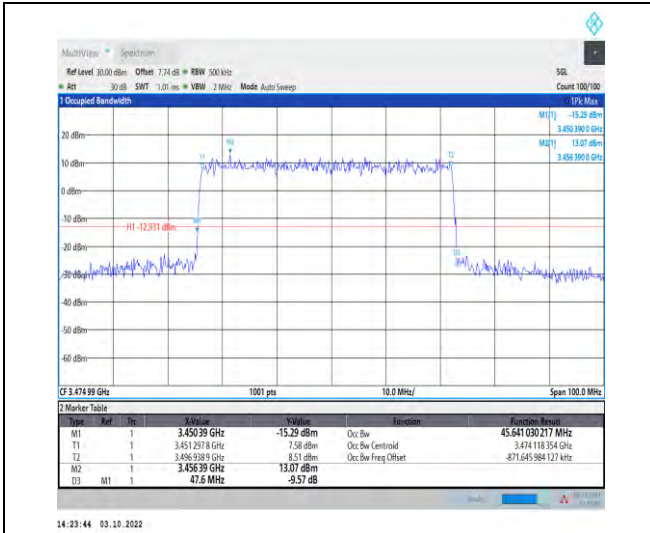 MultiView Spectrum
Ref Level 30.00 dBm Offset 7.74 dB RBW 500 kHz SGL
Att 30 dB SWT 1.01 ms VBW 2 MHz Mode Auto Sweep Count 100/100
1 Occupied Bandwidth 1Pk Max
M1[1] -15.29 dBm
3.450 390 0 GHz
M2[1] 13.07 dBm
3.456 390 0 GHz
20 dBm
M2
T1 T2
10 dBm
0 dBm
-10 dBm
M1
H1 -12.931 dBm
D3
-30 dBm
-40 dBm
-50 dBm
-60 dBm
CF 3.474 99 GHz 1001 pts 10.0 MHz/ Span 100.0 MHz
2 Marker Table
Type Ref Trc X-Value Y-Value Function Function Result
M1 1 3.450 39 GHz -15.29 dBm Occ Bw 45.641 030 217 MHz
T1 1 3.451 297 8 GHz 7.58 dBm Occ Bw Centroid 3.474 118 354 GHz
T2 1 3.496 938 9 GHz 8.51 dBm Occ Bw Freq Offset -871.645 984 127 kHz
M2 1 3.456 39 GHz 13.07 dBm
D3 M1 1 47.6 MHz -9.57 dB
14:23:44 03.10.2022